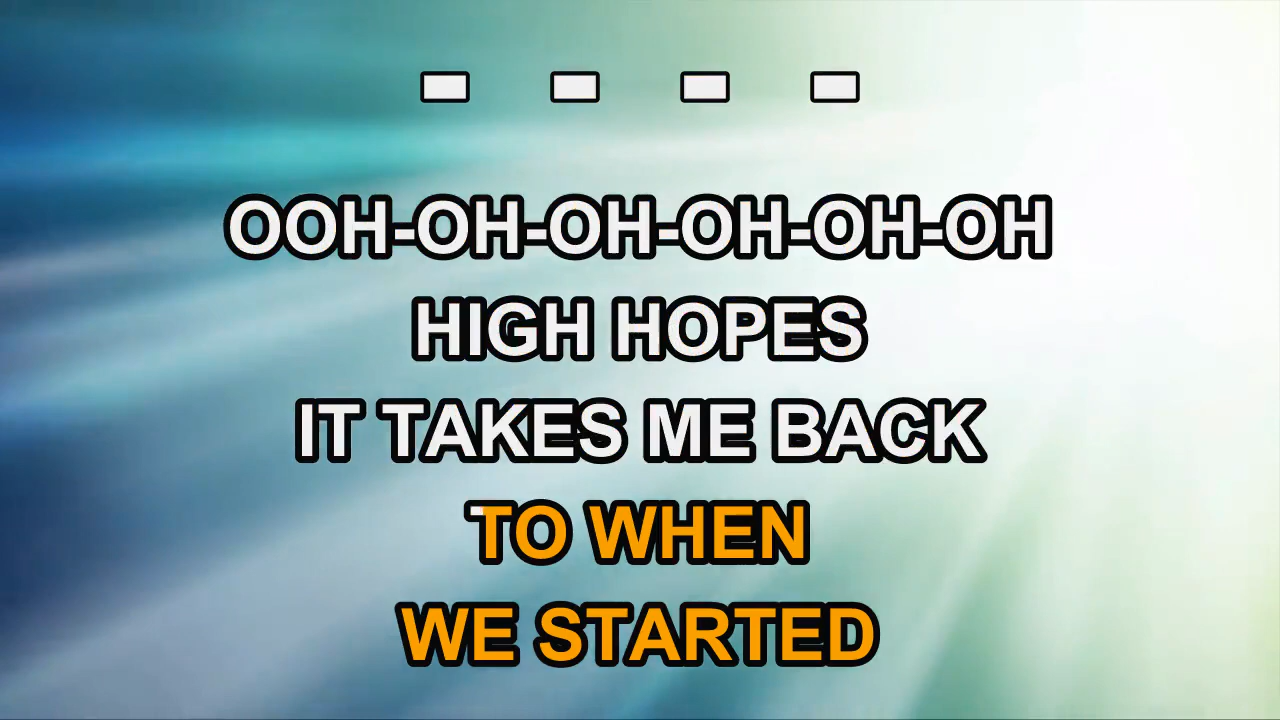 OOH-OH-OH-OH-OH-OH
HIGH HOPES
IT TAKES ME BACK
TO WHEN
WE STARTED